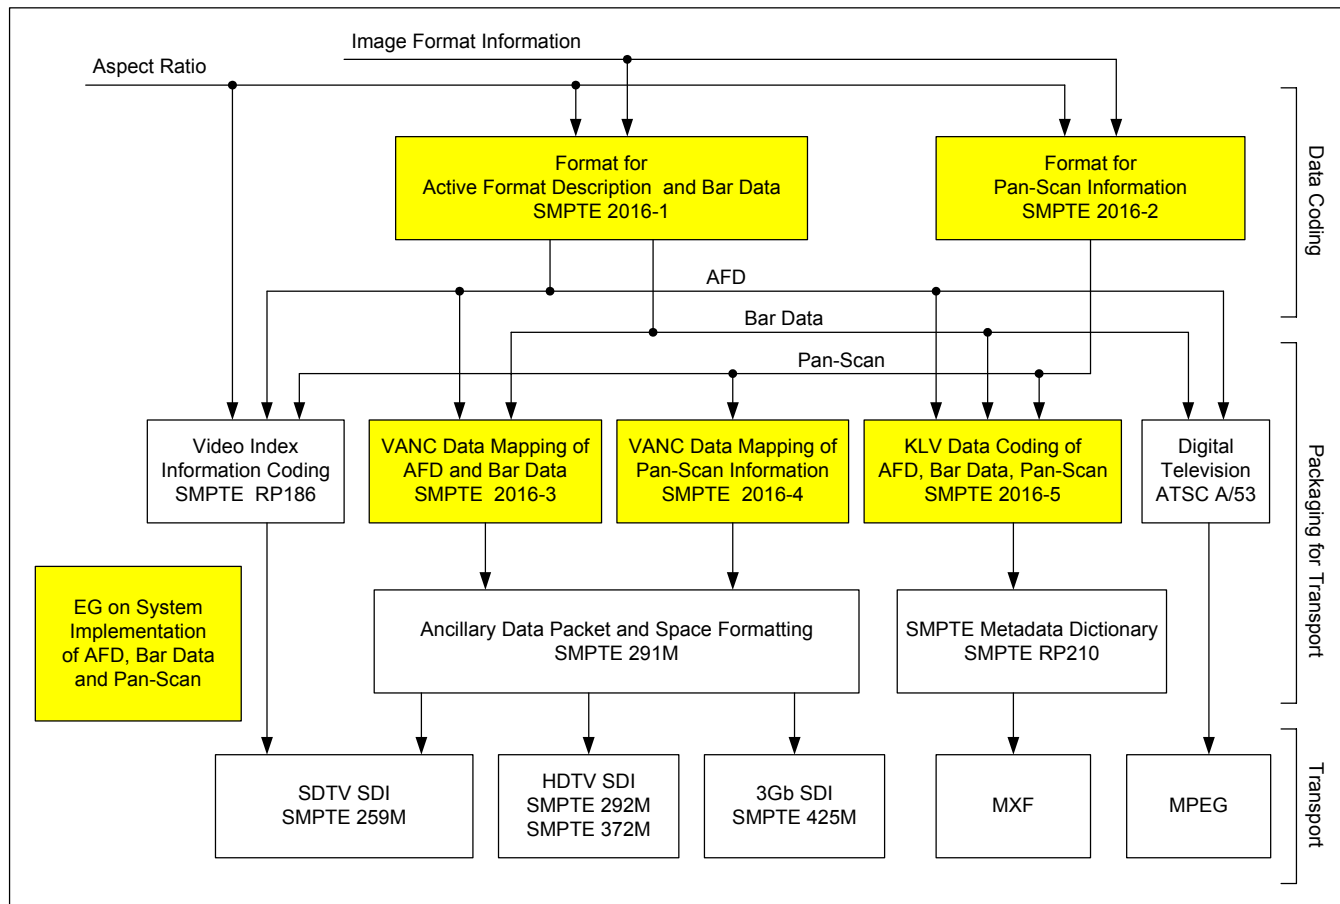 Image Format Information
Aspect Ratio
Format for
Active Format Description and Bar Data
SMPTE 2016-1
Format for
Pan-Scan Information
SMPTE 2016-2
Data Coding
AFD
Bar Data
Pan-Scan
Video Index
Information Coding
SMPTE RP186
VANC Data Mapping of
AFD and Bar Data
SMPTE 2016-3
VANC Data Mapping of
Pan-Scan Information
SMPTE 2016-4
KLV Data Coding of
AFD, Bar Data, Pan-Scan
SMPTE 2016-5
Digital
Television
ATSC A/53
Packaging for Transport
EG on System
Implementation
of AFD, Bar Data
and Pan-Scan
Ancillary Data Packet and Space Formatting
SMPTE 291M
SMPTE Metadata Dictionary
SMPTE RP210
SDTV SDI
SMPTE 259M
HDTV SDI
SMPTE 292M
SMPTE 372M
3Gb SDI
SMPTE 425M
MXF
MPEG
Transport